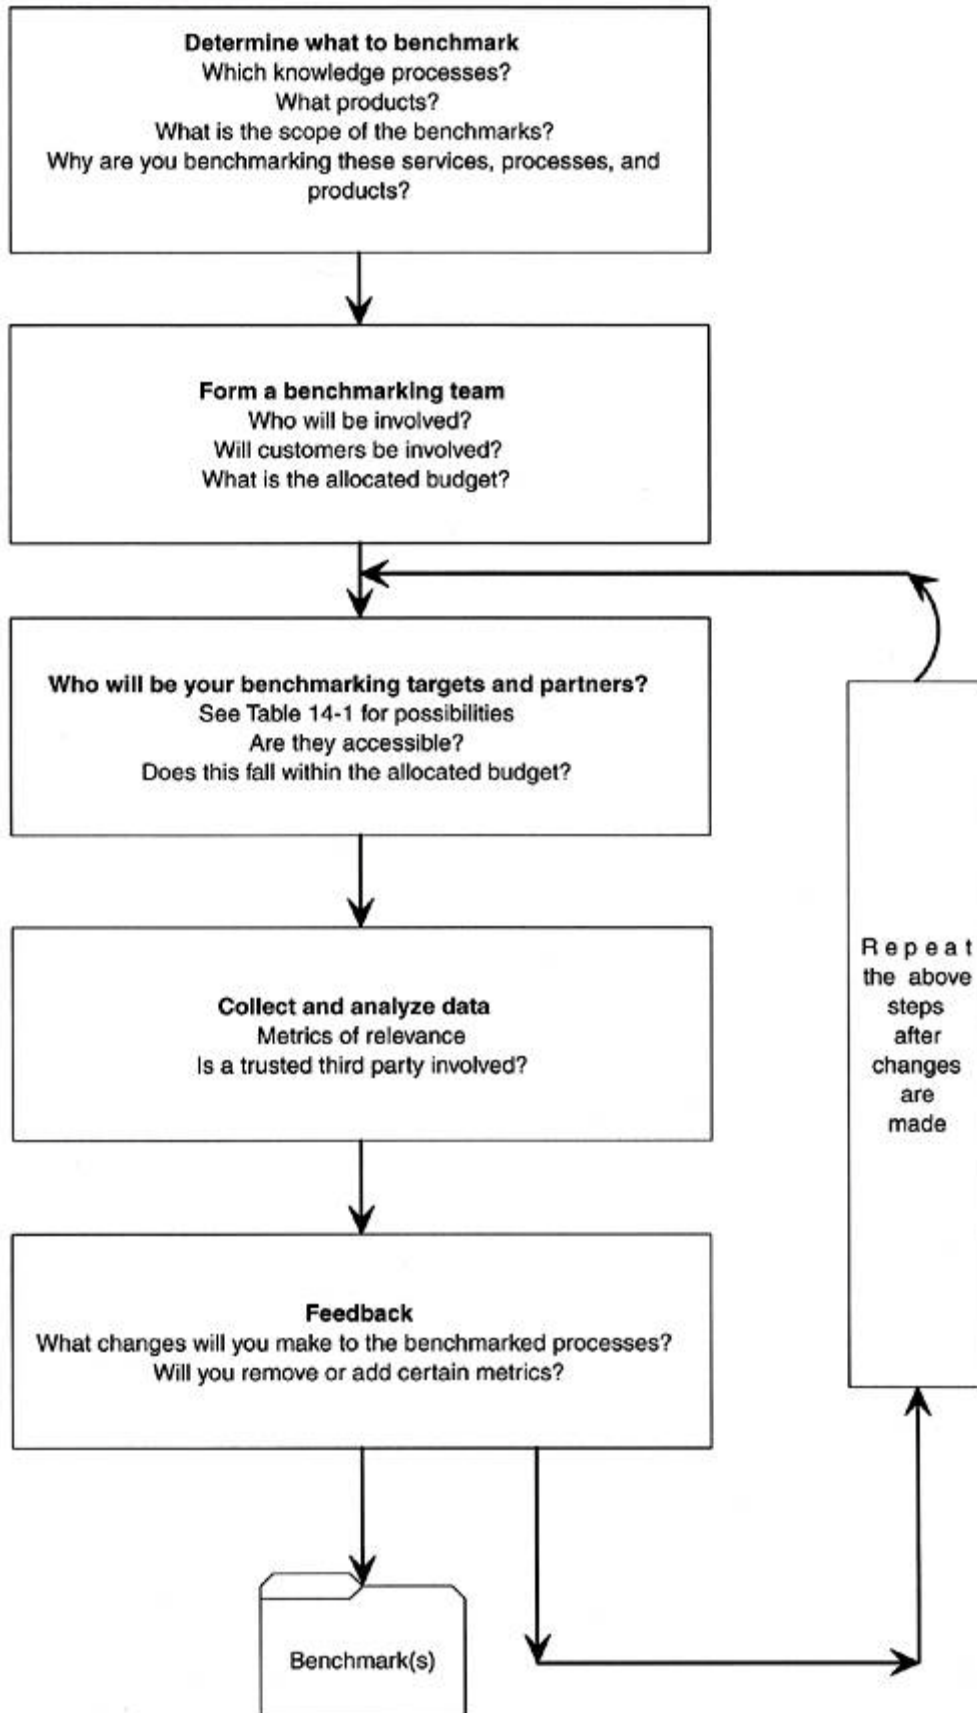 Determine what to benchmark
Which knowledge processes?
What products?
What is the scope of the benchmarks?
Why are you benchmarking these services, processes, and
products?
Form a benchmarking team
Who will be involved?
Will customers be involved?
What is the allocated budget?
Who will be your benchmarking targets and partners?
See Table 14-1 for possibilities
Are they accessible?
Does this fall within the allocated budget?
Collect and analyze data
Metrics of relevance
Is a trusted third party involved?
Feedback
What changes will you make to the benchmarked processes?
Will you remove or add certain metrics?
Benchmark(s)
Repeat
the above
steps
after
changes
are
made